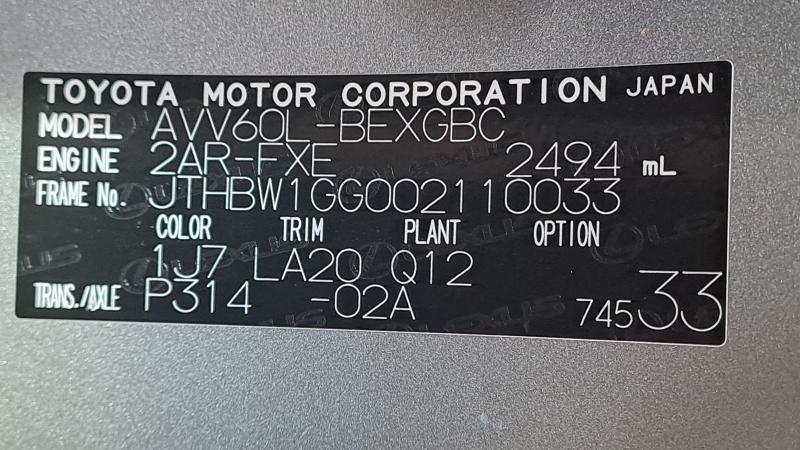 TOYOTA MOTOR CORPORATION JAPAN
MODEL AVV60L-BEXGBC
ENGINE 2AR-FXE 2494 mL
FRAME No. JTHBW1GG002110033
COLOR TRIM PLANT OPTION
1J7 LA20 Q12
TRANS./AXLE P314 -02A 74533
LEXUS